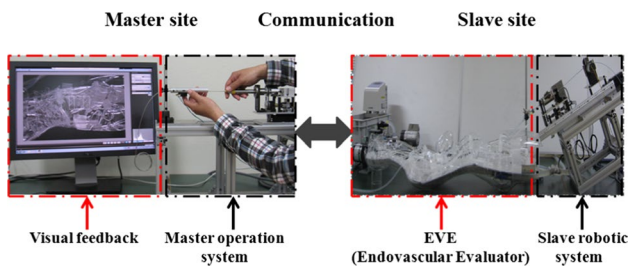 Master site Communication Slave site
Visual feedback
Master operation
system
EVE
(Endovascular Evaluator)
Slave robotic
system